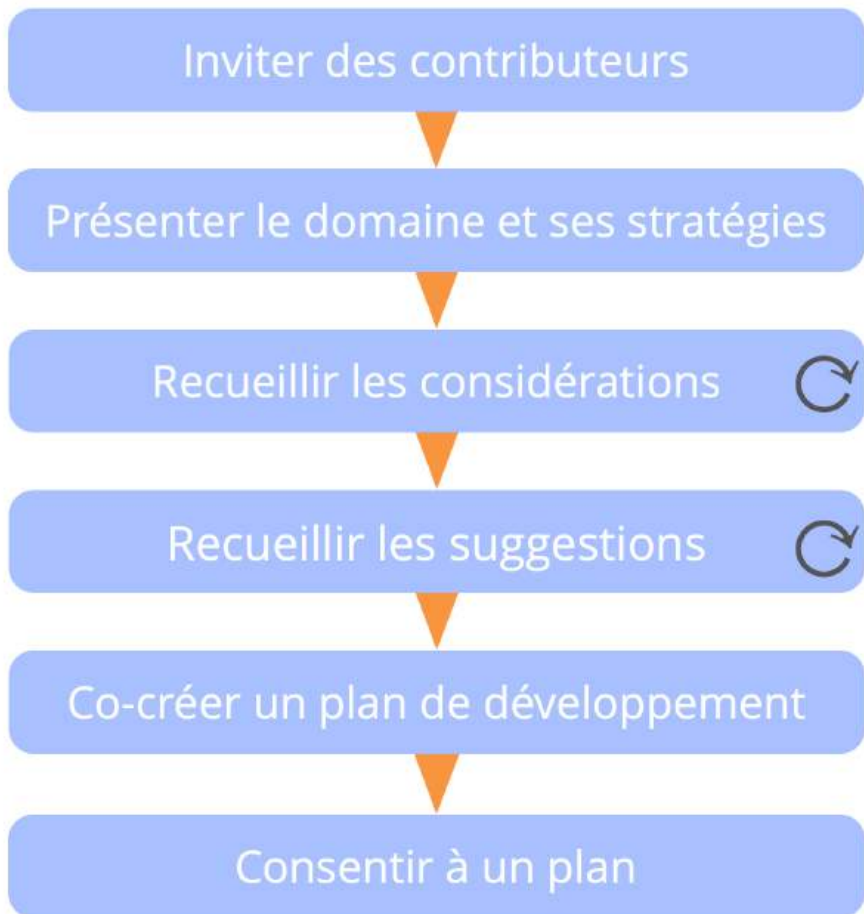 Inviter des contributeurs
Présenter le domaine et ses stratégies
Recueillir les considérations
Recueillir les suggestions
Co-créer un plan de développement
Consentir à un plan